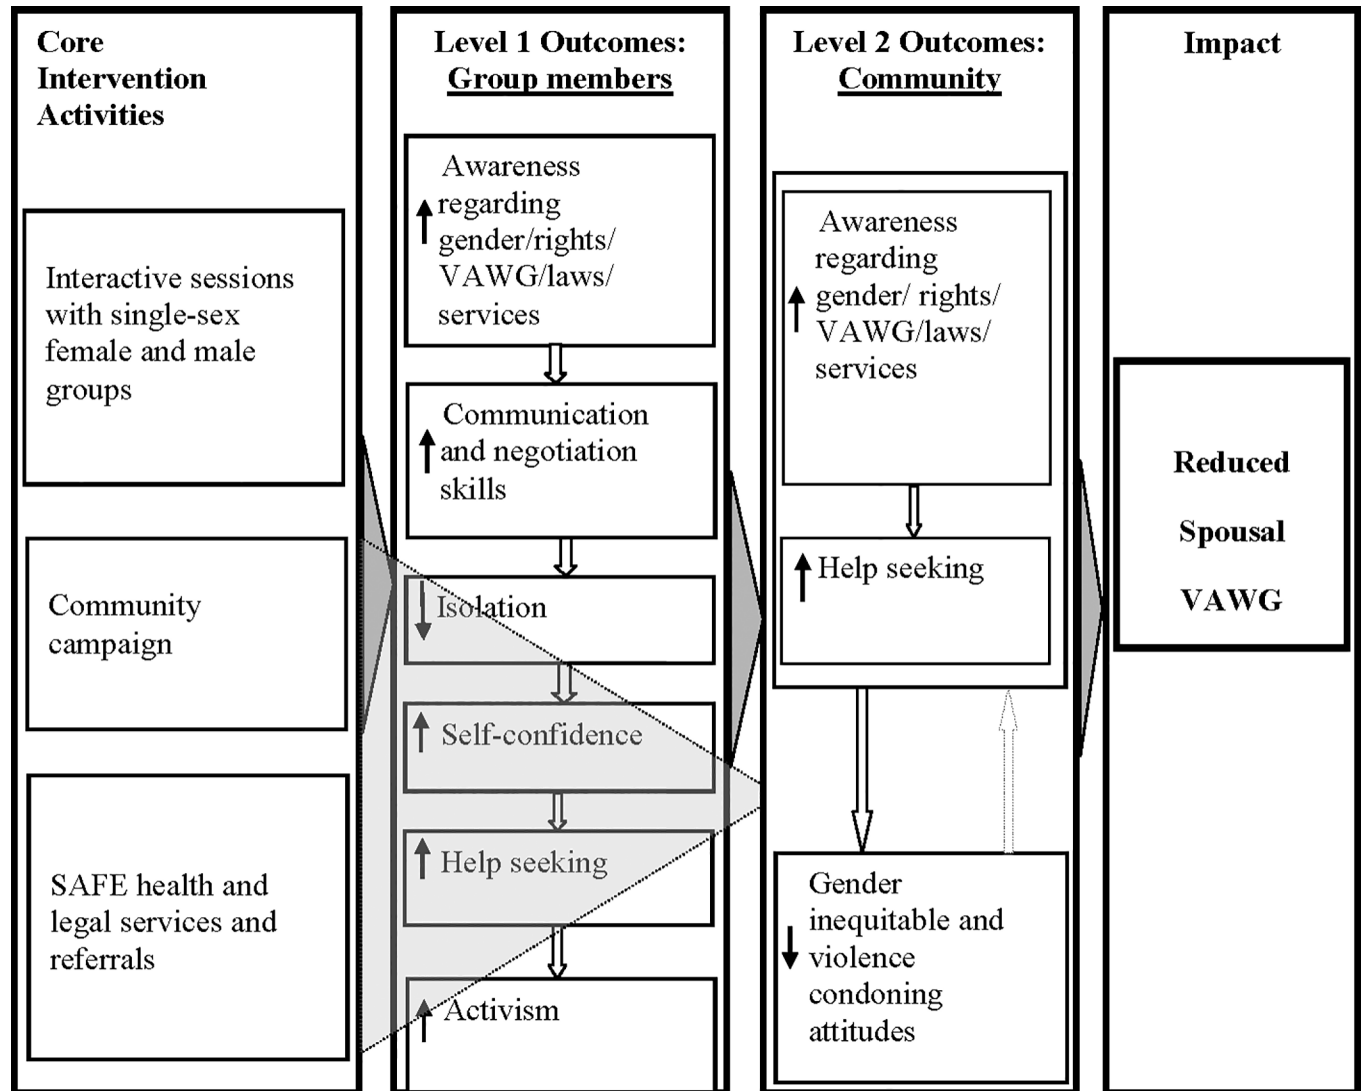 Core
Intervention
Activities
Interactive sessions
with single-sex
female and male
groups
Community
campaign
SAFE health and
legal services and
referrals
Level 1 Outcomes:
Group members
Awareness
regarding
gender/rights/
VAWG/laws/
services
Communication
and negotiation
skills
Isolation
Self-confidence
Help seeking
Activism
Level 2 Outcomes:
Community
Awareness
regarding
gender/ rights/
VAWG/laws/
services
Help seeking
Gender
inequitable and
violence
condoning
attitudes
Impact
Reduced
Spousal
VAWG